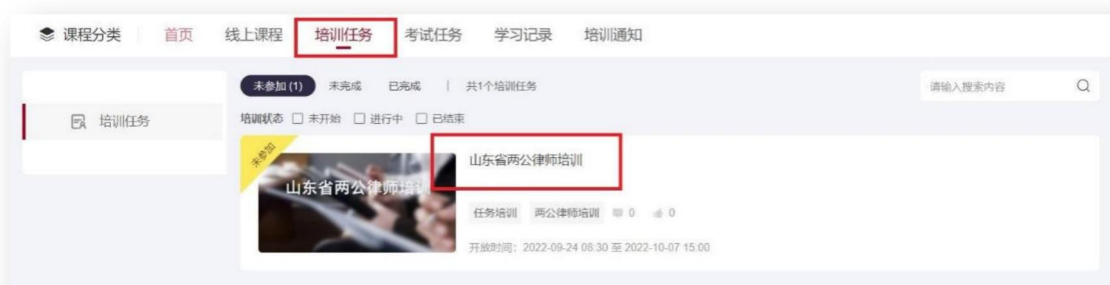 课程分类 首页 线上课程 培训任务 考试任务 学习记录 培训通知
未参加(1) 未完成 已完成 | 共1个培训任务 请输入搜索内容
培训任务
培训状态 未开始 进行中 已结束
未参加
山东省两公律师培训
山东省两公律师培训
任务培训 两公律师培训 0 0
开放时间：2022-09-24 08:30 至 2022-10-07 15:00